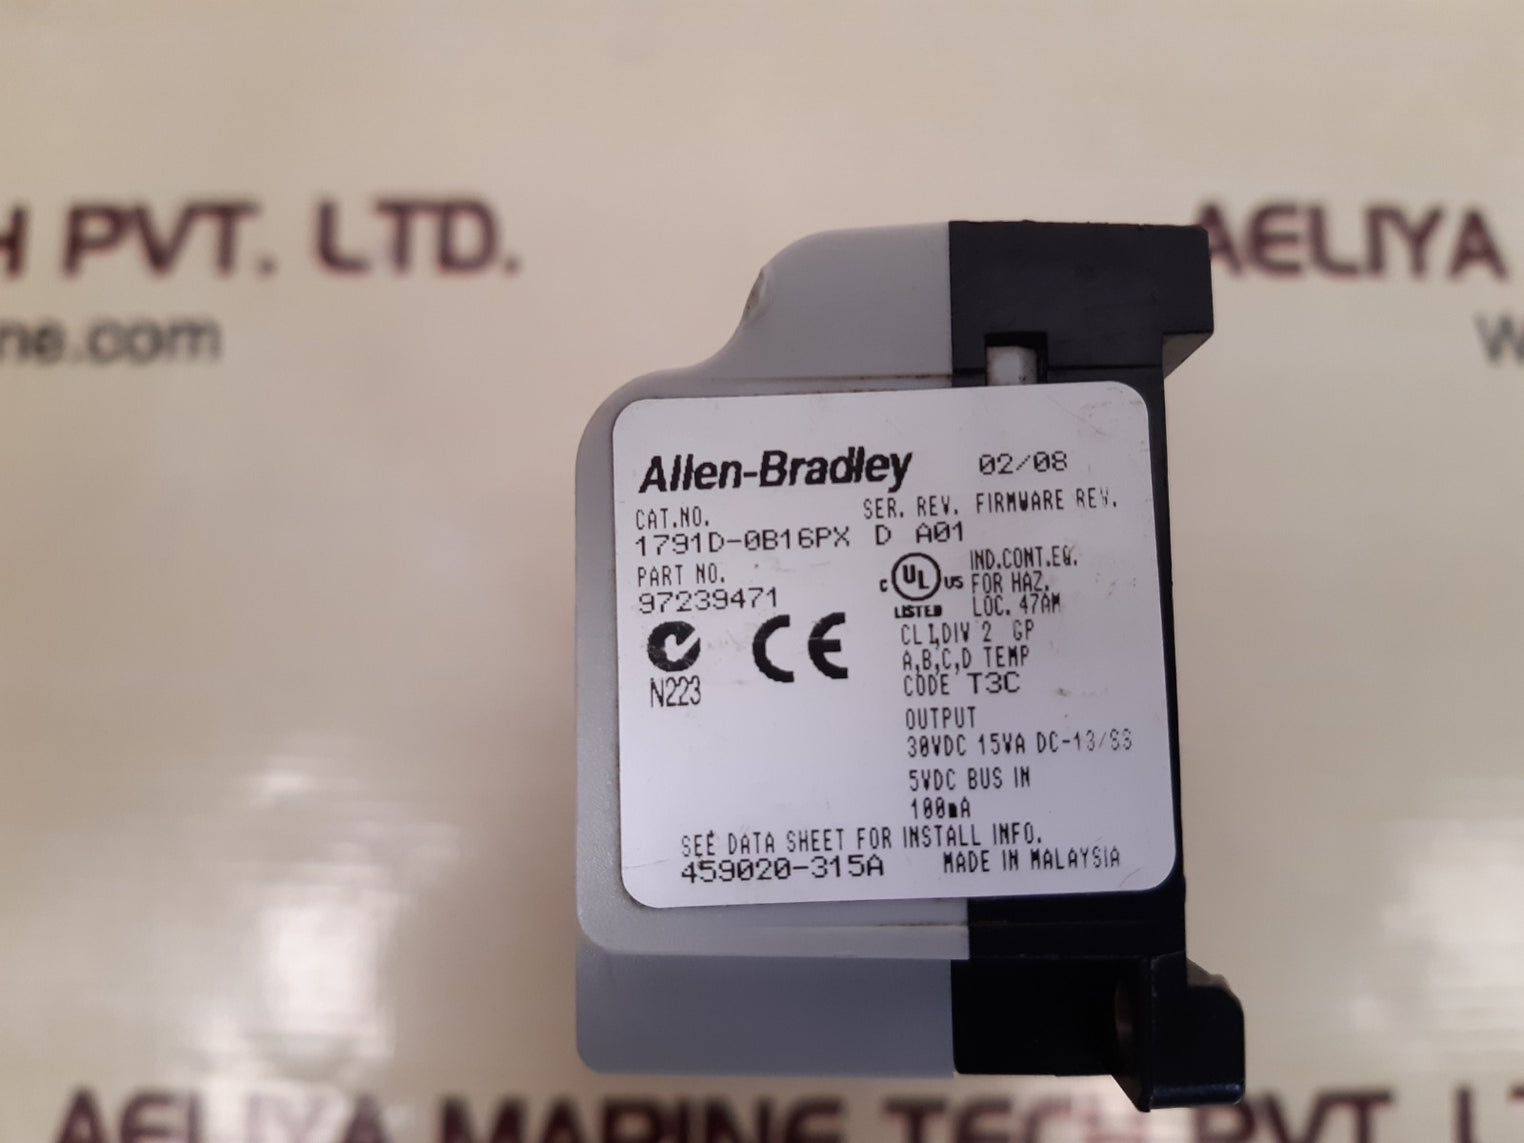 H PVT. LTD.
ne.com
AELIYA
W
Allen-Bradley 02/08
CAT.NO. SER. REV. FIRMWARE REV.
1791D-0B16PX D A01
PART NO.
97239471
N223
C UL US
LISTED
IND.CONT.EQ.
FOR HAZ.
LOC. 47AM
CL I,DIV 2 GP
A,B,C,D TEMP
CODE T3C
CE
OUTPUT
30VDC 15VA DC-13/SS
5VDC BUS IN
100mA
SEE DATA SHEET FOR INSTALL INFO.
459020-315A MADE IN MALAYSIA
AELIYA MARINE TECH PVT. LT